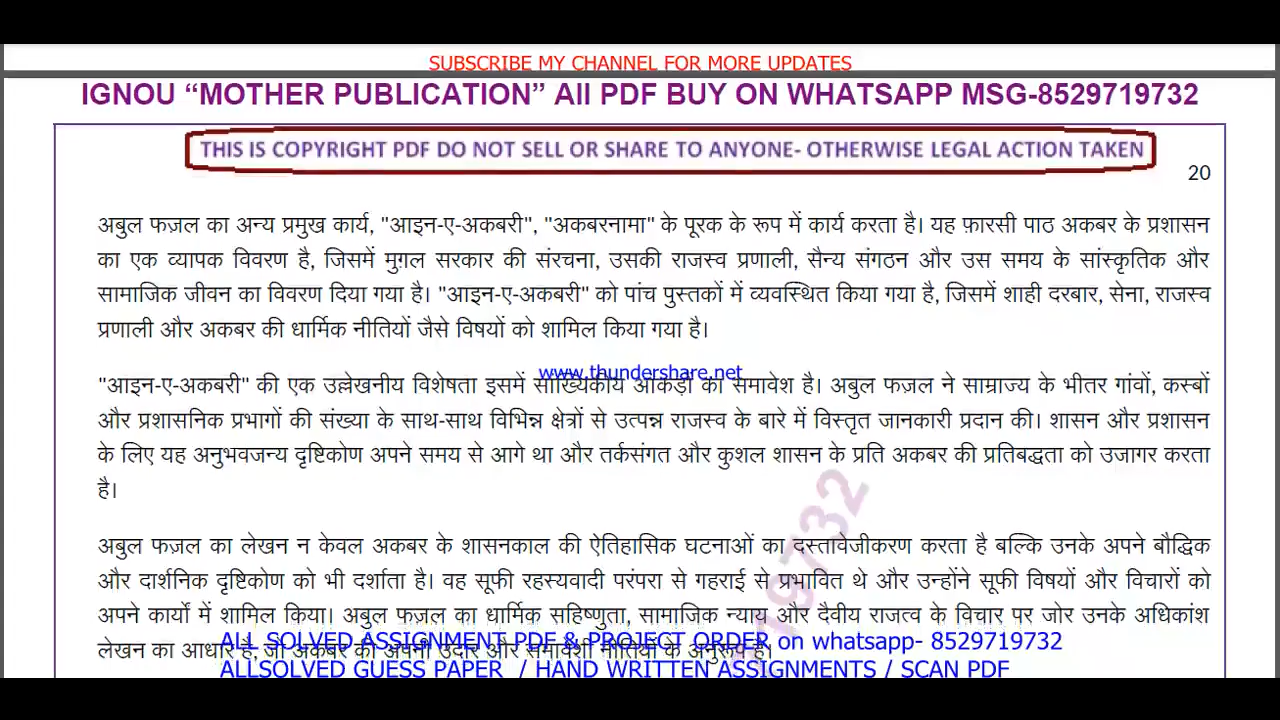 SUBSCRIBE MY CHANNEL FOR MORE UPDATES
IGNOU “MOTHER PUBLICATION” All PDF BUY ON WHATSAPP MSG-8529719732
THIS IS COPYRIGHT PDF DO NOT SELL OR SHARE TO ANYONE- OTHERWISE LEGAL ACTION TAKEN
20
अबुल फज़ल का अन्य प्रमुख कार्य, "आइन-ए-अकबरी", "अकबरनामा" के पूरक के रूप में कार्य करता है। यह फ़ारसी पाठ अकबर के प्रशासन
का एक व्यापक विवरण है, जिसमें मुग़ल सरकार की संरचना, उसकी राजस्व प्रणाली, सैन्य संगठन और उस समय के सांस्कृतिक और
सामाजिक जीवन का विवरण दिया गया है। "आइन-ए-अकबरी" को पांच पुस्तकों में व्यवस्थित किया गया है, जिसमें शाही दरबार, सेना, राजस्व
प्रणाली और अकबर की धार्मिक नीतियों जैसे विषयों को शामिल किया गया है।
www.thundershare.net
"आइन-ए-अकबरी" की एक उल्लेखनीय विशेषता इसमें सांख्यिकीय आंकड़ों का समावेश है। अबुल फज़ल ने साम्राज्य के भीतर गांवों, कस्बों
और प्रशासनिक प्रभागों की संख्या के साथ-साथ विभिन्न क्षेत्रों से उत्पन्न राजस्व के बारे में विस्तृत जानकारी प्रदान की। शासन और प्रशासन
के लिए यह अनुभवजन्य दृष्टिकोण अपने समय से आगे था और तर्कसंगत और कुशल शासन के प्रति अकबर की प्रतिबद्धता को उजागर करता
है।
अबुल फज़ल का लेखन न केवल अकबर के शासनकाल की ऐतिहासिक घटनाओं का दस्तावेजीकरण करता है बल्कि उनके अपने बौद्धिक
और दार्शनिक दृष्टिकोण को भी दर्शाता है। वह सूफी रहस्यवादी परंपरा से गहराई से प्रभावित थे और उन्होंने सूफी विषयों और विचारों को
अपने कार्यों में शामिल किया। अबुल फज़ल का धार्मिक सहिष्णुता, सामाजिक न्याय और दैवीय राजत्व के विचार पर जोर उनके अधिकांश
लेखन का आधार है, जो अकबर की अपनी उदार और समावेशी नीतियों के अनुरूप है।
ALL SOLVED ASSIGNMENT PDF & PROJECT ORDER on whatsapp- 8529719732
ALLSOLVED GUESS PAPER / HAND WRITTEN ASSIGNMENTS / SCAN PDF
19732